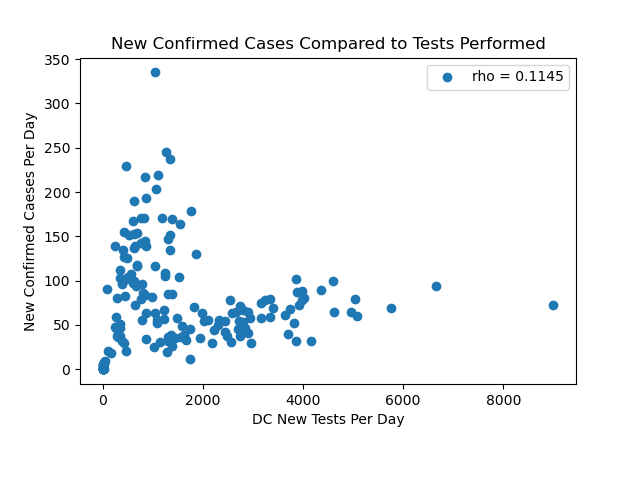 New Confirmed Cases Compared to Tests Performed
rho = 0.1145
350
300
250
200
150
100
50
0
New Confirmed Caeses Per Day
0 2000 4000 6000 8000
DC New Tests Per Day